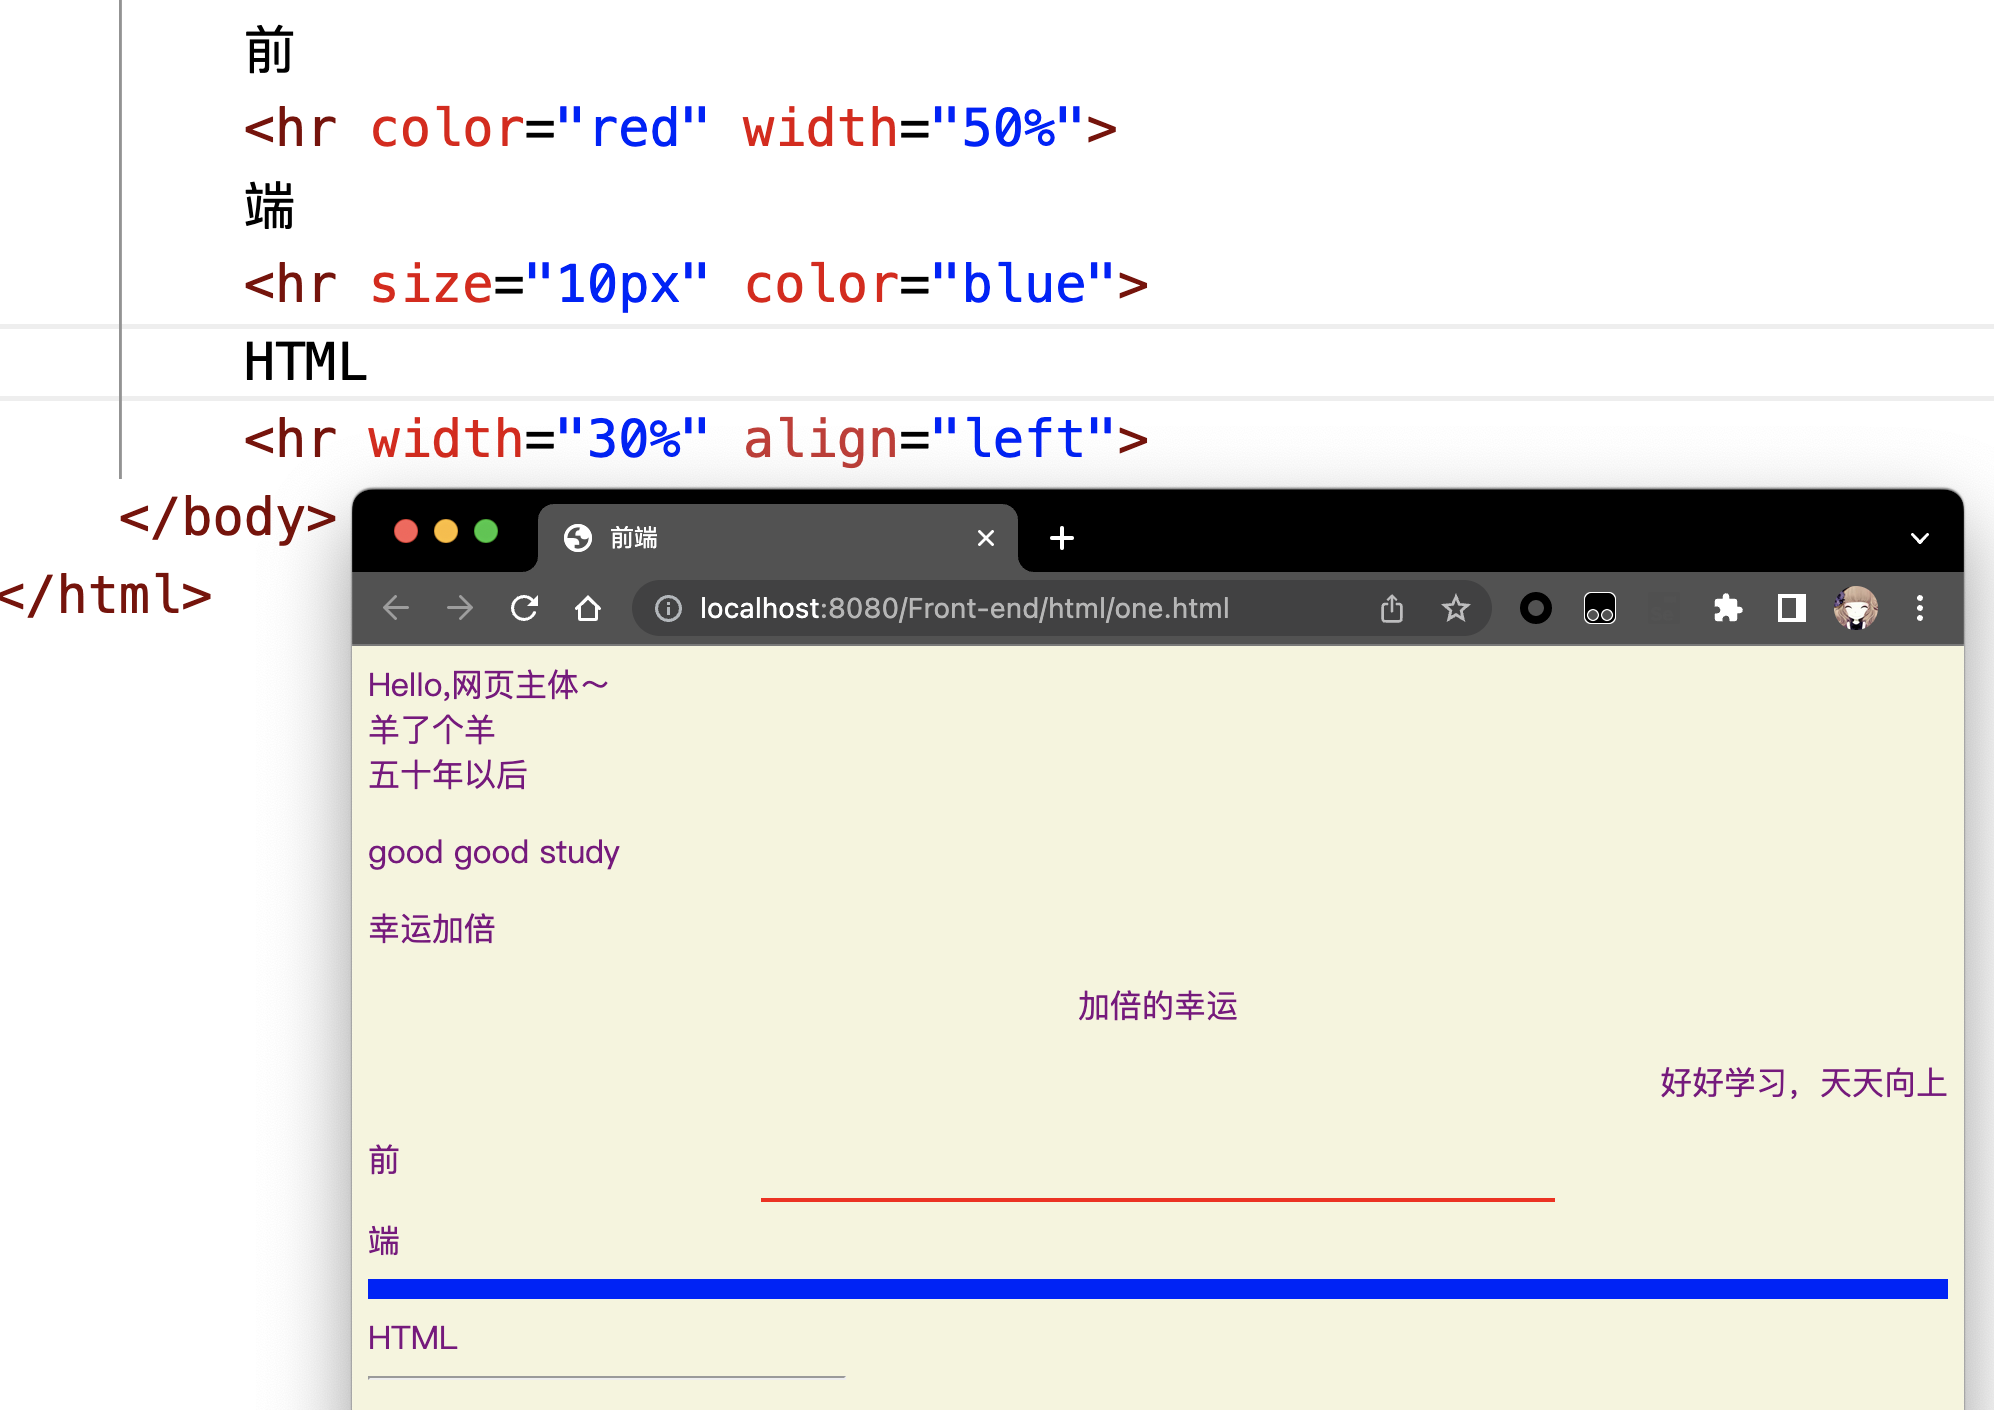 前
<hr color="red" width="50%">
端
<hr size="10px" color="blue">
HTML
<hr width="30%" align="left">
</body>
</html>
前端
localhost:8080/Front-end/html/one.html
Hello,网页主体～
羊了个羊
五十年以后
good good study
幸运加倍
加倍的幸运
好好学习，天天向上
前
端
HTML